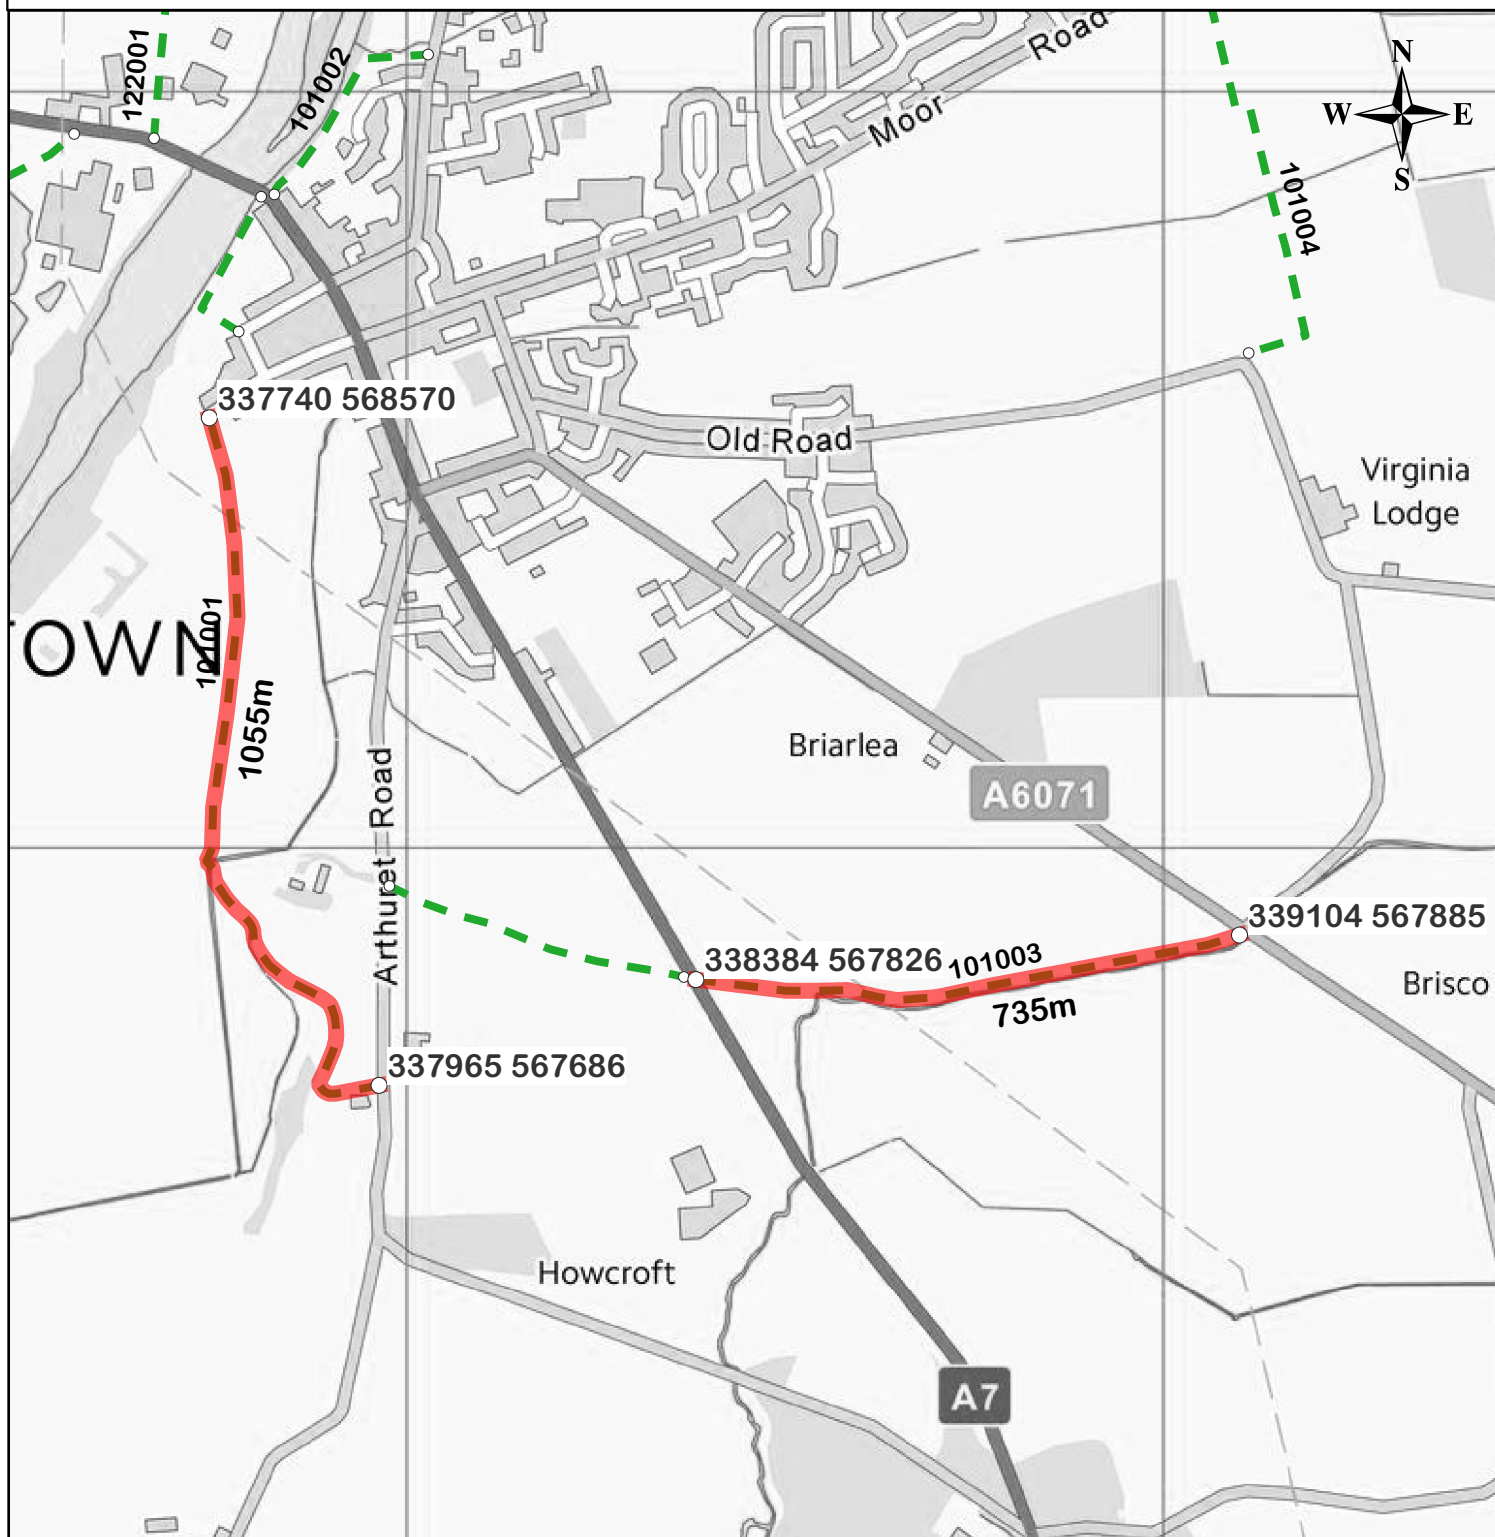 Road
Moor
N
W E
S
122001
101002
101004
337740 568570
Old Road
Virginia
Lodge
101001
TOWN
1055m
Briarlea
A6071
Arthuret Road
339104 567885
338384 567826
101003
735m
Brisco
337965 567686
Howcroft
A7